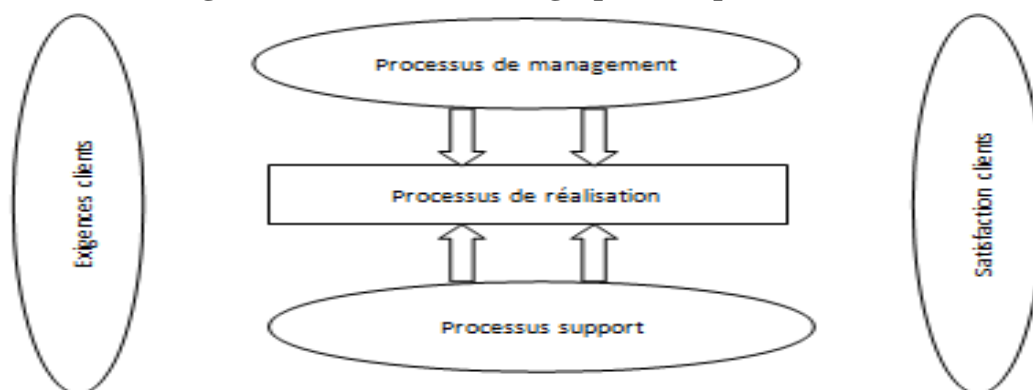 Processus de management
Exigences clients
Processus de réalisation
Satisfaction clients
Processus support